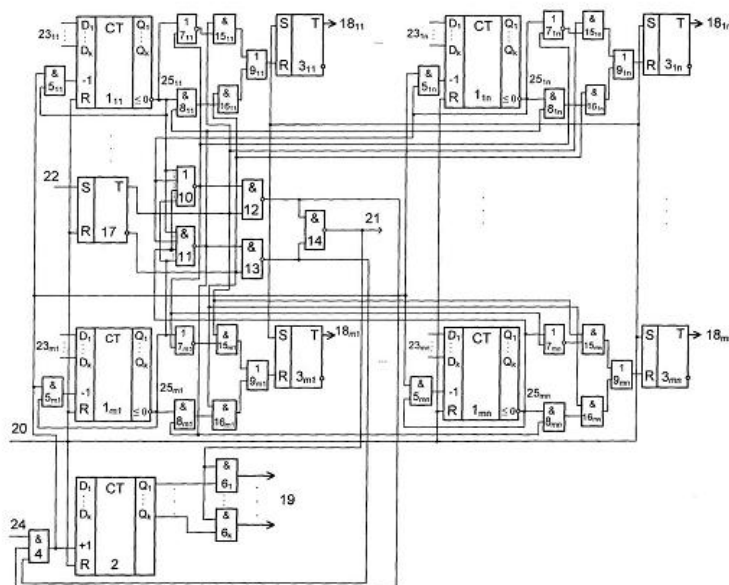 D₁ CT Q₁ 1 & S T 18₁₁ D₁ CT Q₁ 1 & S T
23₁₁ 7₁₁ 15₁₁ 1 ... 23₁ₙ 7₁ₙ 15₁ₙ 1
Dₖ Qₖ 9₁₁ 3₁₁ Dₖ Qₖ 9₁ₙ 3₁ₙ
& 25₁₁ & 25₁ₙ
5₁₁ -1 & & R 5₁ₙ -1 & & R
R 1₁₁ ≤0 8₁₁ 16₁₁ R 1₁ₙ ≤0 8₁ₙ 16₁ₙ
22 S T 1 &
10 12 & 21
R 17 & & 14
11 13
D₁ CT Q₁ 1 & S T 18ₘ₁ D₁ CT Q₁ 1 & S T
23ₘ₁ 7ₘ₁ 1 23ₘₙ 7ₘₙ 15ₘₙ 1
Dₖ Qₖ 9ₘ₁ 3ₘ₁ Dₖ Qₖ 9ₘₙ 3ₘₙ
& 25ₘ₁ & 25ₘₙ
5ₘ₁ -1 & & R 5ₘₙ -1 & & R
R 1ₘ₁ ≤0 8ₘ₁ 16ₘ₁ R 1ₘₙ ≤0 8ₘₙ 16ₘₙ
20
D₁ CT Q₁ &
6₁
Dₖ Qₖ 19
24 & &
4 +1 6ₖ
R 2